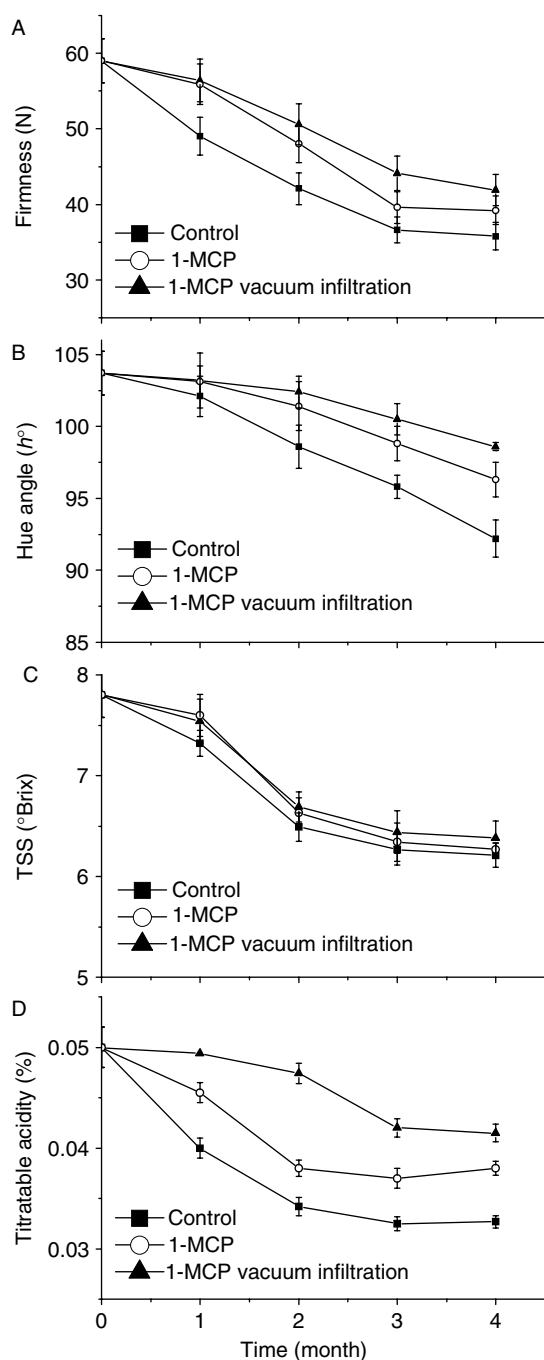 A
Firmness (N)
60
50
40
30
Control
1-MCP
1-MCP vacuum infiltration
B
Hue angle (h°)
105
100
95
90
85
Control
1-MCP
1-MCP vacuum infiltration
C
TSS (°Brix)
8
7
6
5
Control
1-MCP
1-MCP vacuum infiltration
D
Titratable acidity (%)
0.05
0.04
0.03
Control
1-MCP
1-MCP vacuum infiltration
0 1 2 3 4
Time (month)